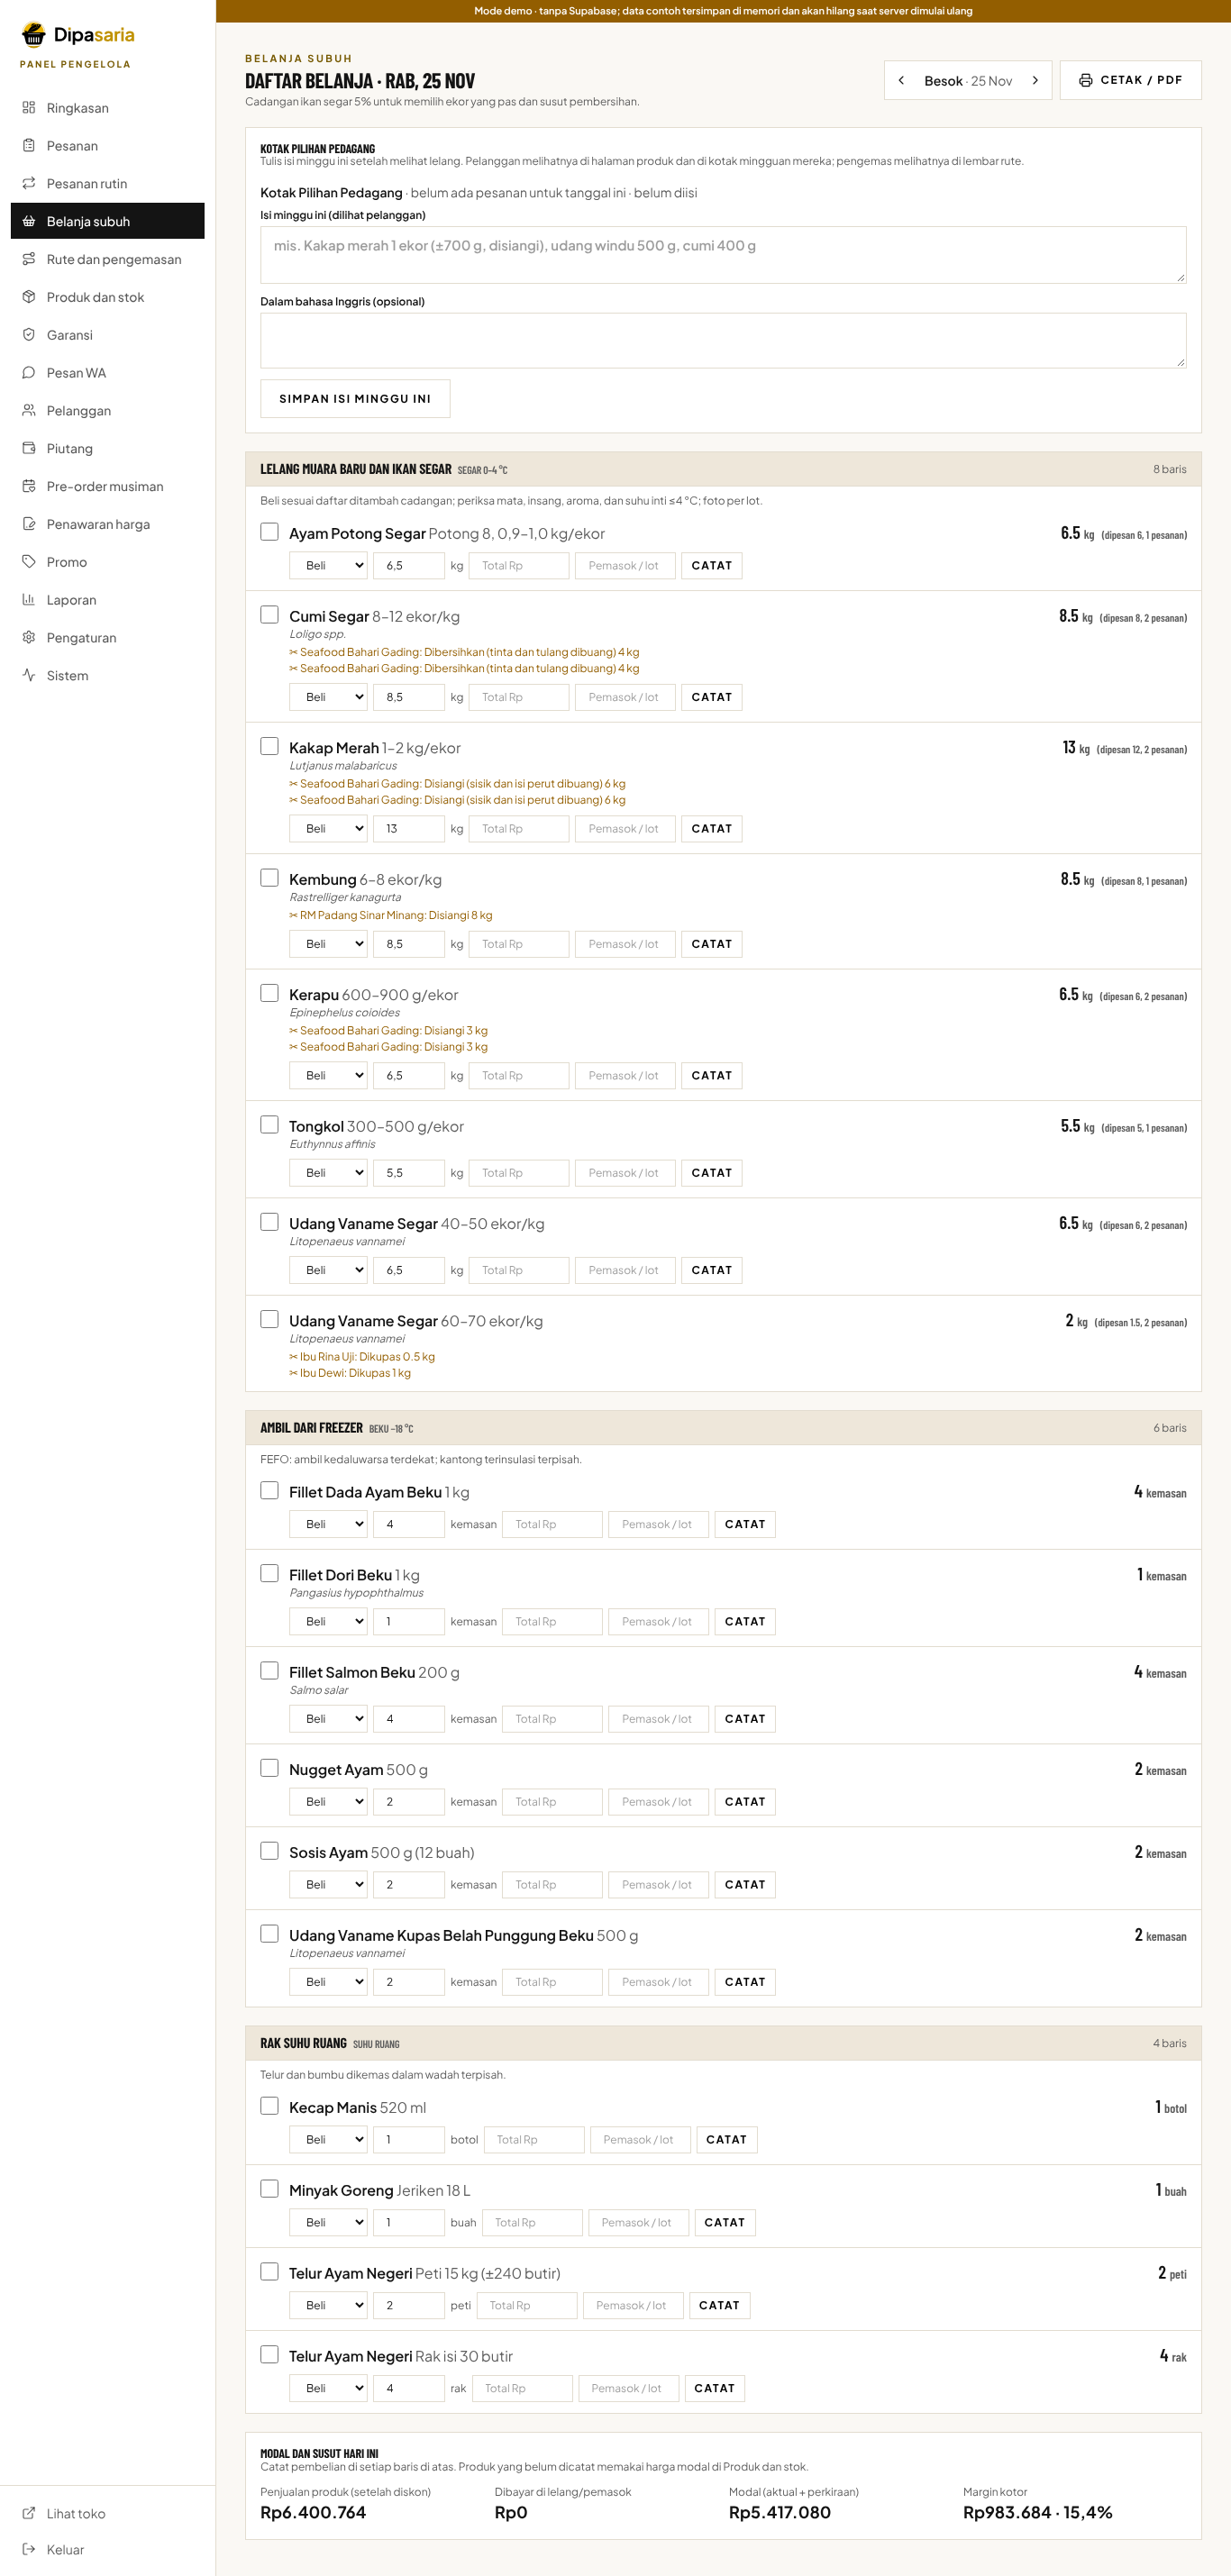 Mode demo · tanpa Supabase; data contoh tersimpan di memori dan akan hilang saat server dimulai ulang
Dipasaria
PANEL PENGELOLA
Ringkasan
Pesanan
Pesanan rutin
Belanja subuh
Rute dan pengemasan
Produk dan stok
Garansi
Pesan WA
Pelanggan
Piutang
Pre-order musiman
Penawaran harga
Promo
Laporan
Pengaturan
Sistem
Lihat toko
Keluar
BELANJA SUBUH
DAFTAR BELANJA · RAB, 25 NOV
Cadangan ikan segar 5% untuk memilih ekor yang pas dan susut pembersihan.
Besok · 25 Nov
CETAK / PDF
KOTAK PILIHAN PEDAGANG
Tulis isi minggu ini setelah melihat lelang. Pelanggan melihatnya di halaman produk dan di kotak mingguan mereka; pengemas melihatnya di lembar rute.
Kotak Pilihan Pedagang · belum ada pesanan untuk tanggal ini · belum diisi
Isi minggu ini (dilihat pelanggan)
mis. Kakap merah 1 ekor (±700 g, disiangi), udang windu 500 g, cumi 400 g
Dalam bahasa Inggris (opsional)
SIMPAN ISI MINGGU INI
LELANG MUARA BARU DAN IKAN SEGAR SEGAR 0–4 °C 8 baris
Beli sesuai daftar ditambah cadangan; periksa mata, insang, aroma, dan suhu inti ≤4 °C; foto per lot.
Ayam Potong Segar Potong 8, 0,9–1,0 kg/ekor 6.5 kg (dipesan 6, 1 pesanan)
Beli 6,5 kg Total Rp Pemasok / lot CATAT
Cumi Segar 8–12 ekor/kg 8.5 kg (dipesan 8, 2 pesanan)
Loligo spp.
✂ Seafood Bahari Gading: Dibersihkan (tinta dan tulang dibuang) 4 kg
✂ Seafood Bahari Gading: Dibersihkan (tinta dan tulang dibuang) 4 kg
Beli 8,5 kg Total Rp Pemasok / lot CATAT
Kakap Merah 1–2 kg/ekor 13 kg (dipesan 12, 2 pesanan)
Lutjanus malabaricus
✂ Seafood Bahari Gading: Disiangi (sisik dan isi perut dibuang) 6 kg
✂ Seafood Bahari Gading: Disiangi (sisik dan isi perut dibuang) 6 kg
Beli 13 kg Total Rp Pemasok / lot CATAT
Kembung 6–8 ekor/kg 8.5 kg (dipesan 8, 1 pesanan)
Rastrelliger kanagurta
✂ RM Padang Sinar Minang: Disiangi 8 kg
Beli 8,5 kg Total Rp Pemasok / lot CATAT
Kerapu 600–900 g/ekor 6.5 kg (dipesan 6, 2 pesanan)
Epinephelus coioides
✂ Seafood Bahari Gading: Disiangi 3 kg
✂ Seafood Bahari Gading: Disiangi 3 kg
Beli 6,5 kg Total Rp Pemasok / lot CATAT
Tongkol 300–500 g/ekor 5.5 kg (dipesan 5, 1 pesanan)
Euthynnus affinis
Beli 5,5 kg Total Rp Pemasok / lot CATAT
Udang Vaname Segar 40–50 ekor/kg 6.5 kg (dipesan 6, 2 pesanan)
Litopenaeus vannamei
Beli 6,5 kg Total Rp Pemasok / lot CATAT
Udang Vaname Segar 60–70 ekor/kg 2 kg (dipesan 1.5, 2 pesanan)
Litopenaeus vannamei
✂ Ibu Rina Uji: Dikupas 0.5 kg
✂ Ibu Dewi: Dikupas 1 kg
AMBIL DARI FREEZER BEKU −18 °C 6 baris
FEFO: ambil kedaluwarsa terdekat; kantong terinsulasi terpisah.
Fillet Dada Ayam Beku 1 kg 4 kemasan
Beli 4 kemasan Total Rp Pemasok / lot CATAT
Fillet Dori Beku 1 kg 1 kemasan
Pangasius hypophthalmus
Beli 1 kemasan Total Rp Pemasok / lot CATAT
Fillet Salmon Beku 200 g 4 kemasan
Salmo salar
Beli 4 kemasan Total Rp Pemasok / lot CATAT
Nugget Ayam 500 g 2 kemasan
Beli 2 kemasan Total Rp Pemasok / lot CATAT
Sosis Ayam 500 g (12 buah) 2 kemasan
Beli 2 kemasan Total Rp Pemasok / lot CATAT
Udang Vaname Kupas Belah Punggung Beku 500 g 2 kemasan
Litopenaeus vannamei
Beli 2 kemasan Total Rp Pemasok / lot CATAT
RAK SUHU RUANG SUHU RUANG 4 baris
Telur dan bumbu dikemas dalam wadah terpisah.
Kecap Manis 520 ml 1 botol
Beli 1 botol Total Rp Pemasok / lot CATAT
Minyak Goreng Jeriken 18 L 1 buah
Beli 1 buah Total Rp Pemasok / lot CATAT
Telur Ayam Negeri Peti 15 kg (±240 butir) 2 peti
Beli 2 peti Total Rp Pemasok / lot CATAT
Telur Ayam Negeri Rak isi 30 butir 4 rak
Beli 4 rak Total Rp Pemasok / lot CATAT
MODAL DAN SUSUT HARI INI
Catat pembelian di setiap baris di atas. Produk yang belum dicatat memakai harga modal di Produk dan stok.
Penjualan produk (setelah diskon) Dibayar di lelang/pemasok Modal (aktual + perkiraan) Margin kotor
Rp6.400.764 Rp0 Rp5.417.080 Rp983.684 · 15,4%